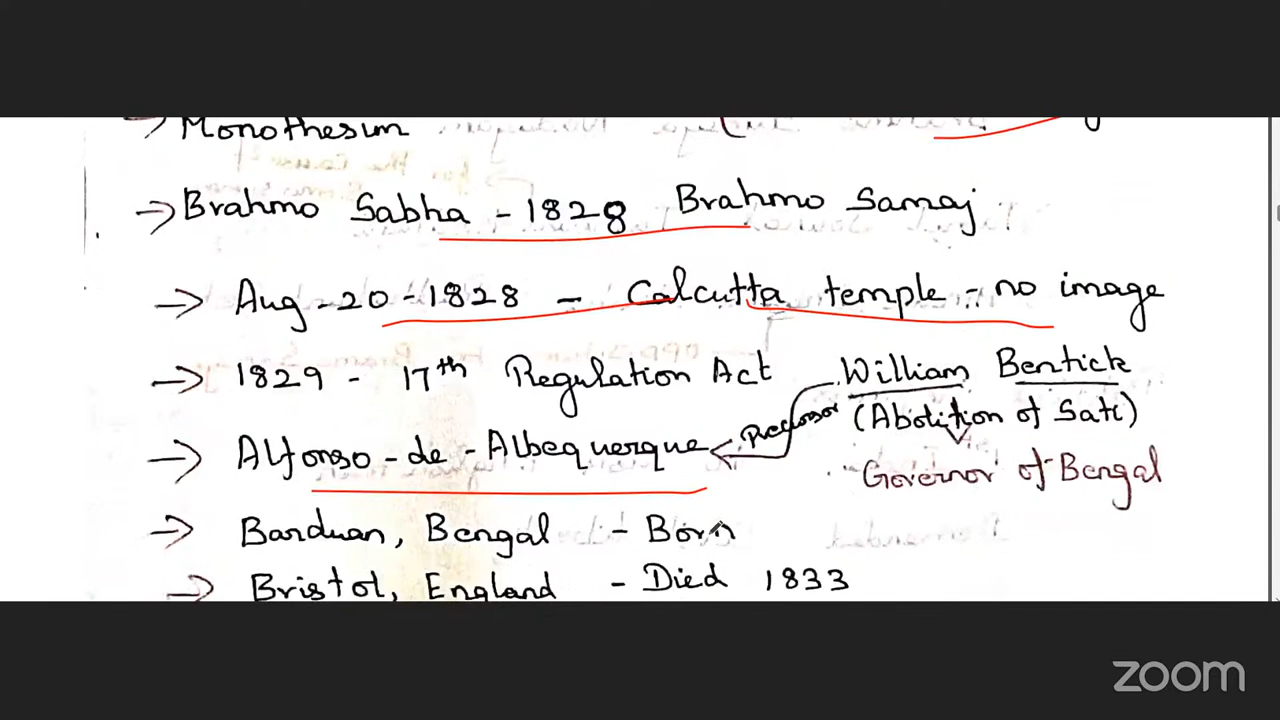 → Monothesim
→ Brahmo Sabha - 1828 Brahmo Samaj
→ Aug - 20 - 1828 - Calcutta temple - no image
→ 1829 - 17th Regulation Act William Bentick
(Abolition of Sati)
→ Alfonso - de - Albequerque
Governor of Bengal
→ Barduan, Bengal - Born
→ Bristol, England - Died 1833
zoom